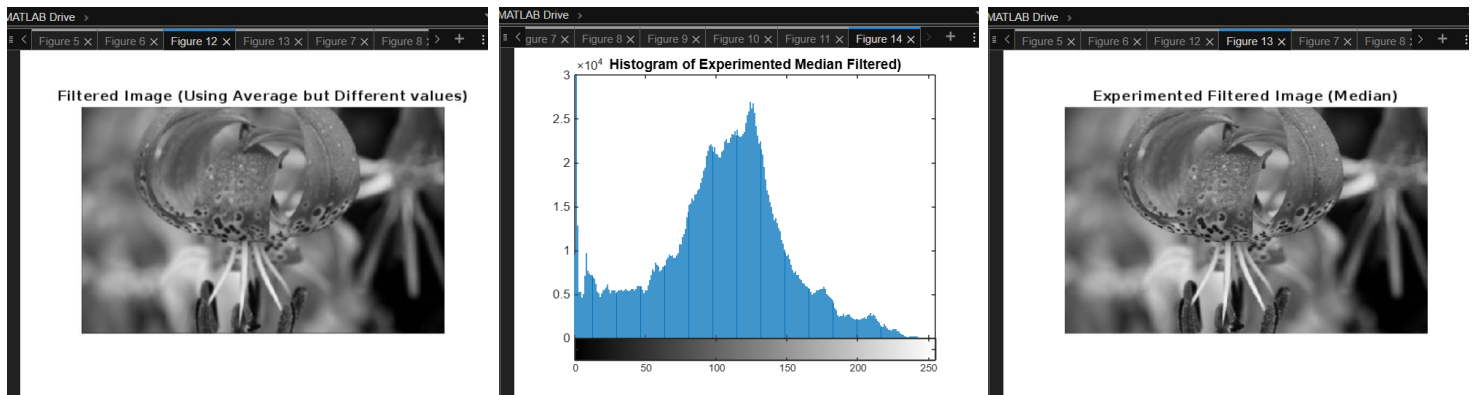 MATLAB Drive >
Figure 5 × Figure 6 × Figure 12 × Figure 13 × Figure 7 × Figure 8
Filtered Image (Using Average but Different values)
MATLAB Drive >
gure 7 × Figure 8 × Figure 9 × Figure 10 × Figure 11 × Figure 14 ×
×10⁴ Histogram of Experimented Median Filtered)
3
2.5
2
1.5
1
0.5
0
0 50 100 150 200 250
MATLAB Drive >
Figure 5 × Figure 6 × Figure 12 × Figure 13 × Figure 7 × Figure 8
Experimented Filtered Image (Median)